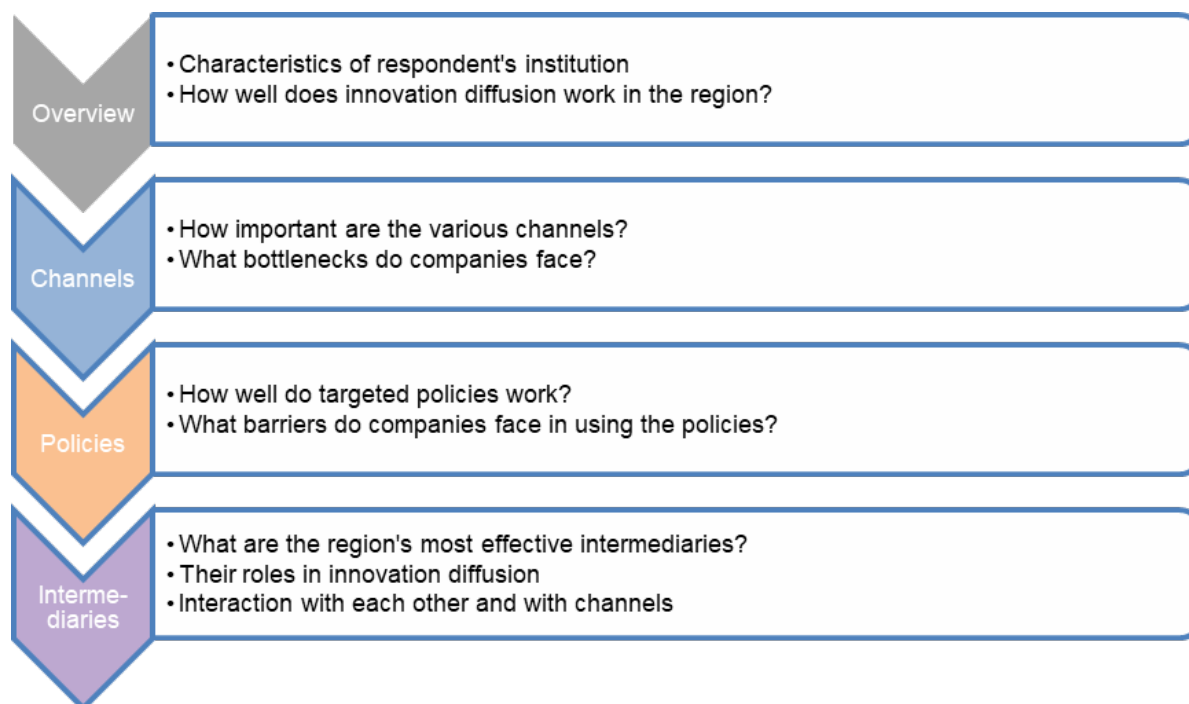 Overview
• Characteristics of respondent's institution
• How well does innovation diffusion work in the region?
Channels
• How important are the various channels?
• What bottlenecks do companies face?
Policies
• How well do targeted policies work?
• What barriers do companies face in using the policies?
Interme-
diaries
• What are the region's most effective intermediaries?
• Their roles in innovation diffusion
• Interaction with each other and with channels